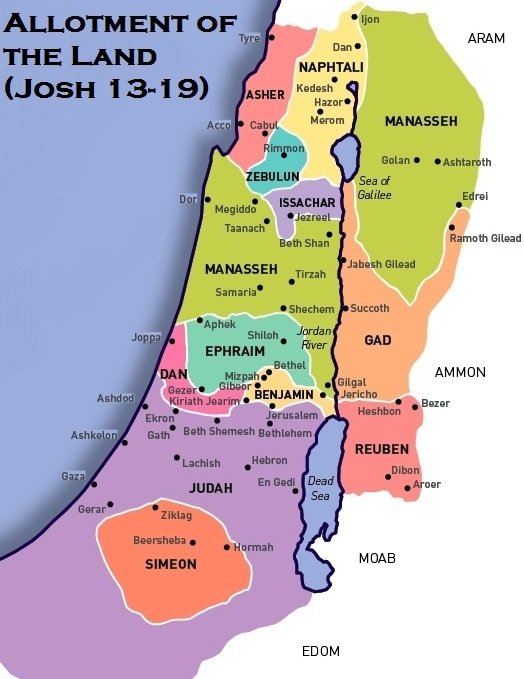 ALLOTMENT OF
THE LAND
(JOSH 13-19)
Ijon
Tyre
Dan
ARAM
NAPHTALI
Kedesh
ASHER
Hazor
Merom
MANASSEH
Acco
Cabul
Rimmon
Golan
Ashtaroth
ZEBULUN
Sea of
Galilee
Dor
ISSACHAR
Edrei
Megiddo
Jezreel
Taanach
Ramoth Gilead
Beth Shan
Jabesh Gilead
MANASSEH
Tirzah
Samaria
Shechem
Succoth
Aphek
Joppa
Shiloh
Jordan
River
GAD
EPHRAIM
Bethel
DAN
Mizpah
AMMON
Gibeor
Gilgal
Gezer
BENJAMIN
Jericho
Kiriath Jearim
Ashdod
Bezer
Heshbon
Ekron
Jerusalem
Gath
Beth Shemesh
Bethlehem
Ashkelon
REUBEN
Lachish
Hebron
Dibon
Gaza
En Gedi
Dead
Sea
Aroer
JUDAH
Gerar
Ziklag
Beersheba
Hormah
MOAB
SIMEON
EDOM